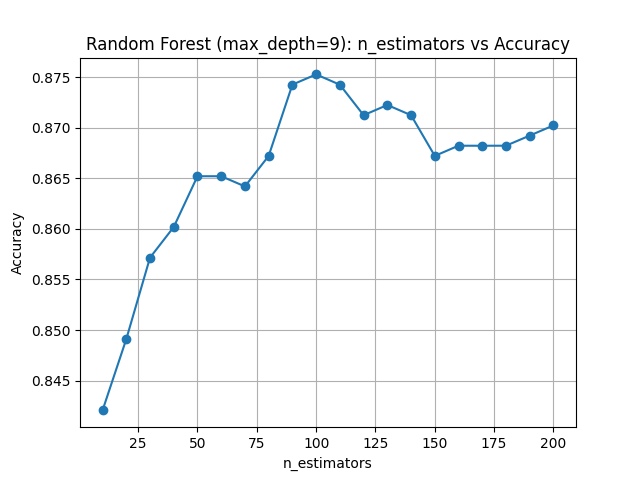 Random Forest (max_depth=9): n_estimators vs Accuracy
0.875
0.870
0.865
0.860
0.855
0.850
0.845
Accuracy
25 50 75 100 125 150 175 200
n_estimators